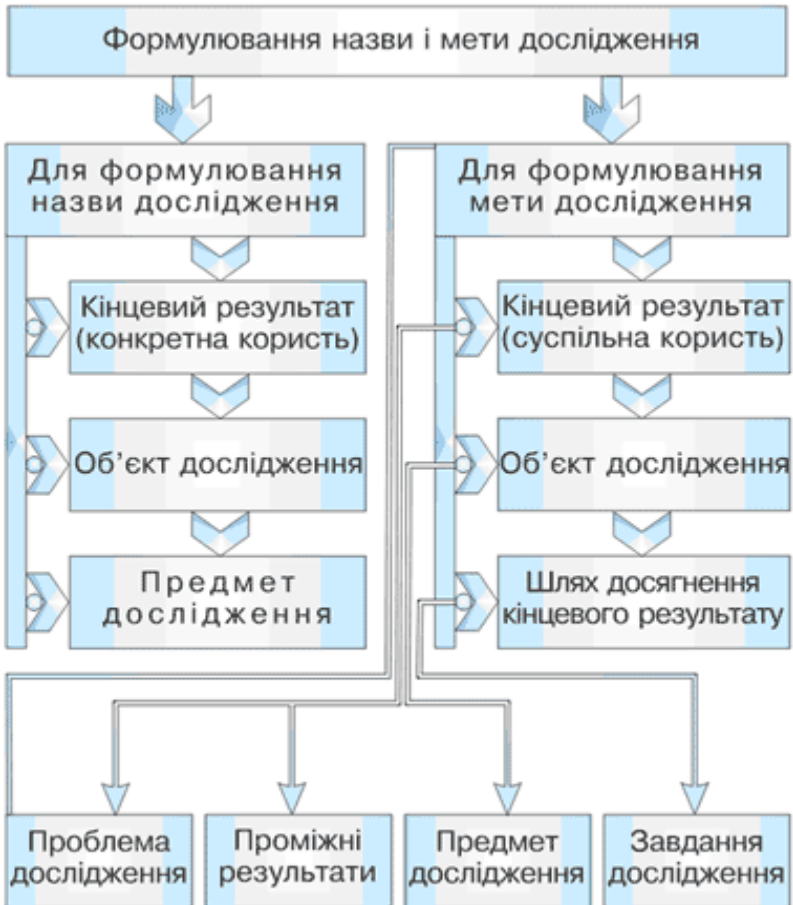 Формулювання назви і мети дослідження
Для формулювання
назви дослідження
Кінцевий результат
(конкретна користь)
Об’єкт дослідження
Предмет
дослідження
Для формулювання
мети дослідження
Кінцевий результат
(суспільна користь)
Об’єкт дослідження
Шлях досягнення
кінцевого результату
Проблема
дослідження
Проміжні
результати
Предмет
дослідження
Завдання
дослідження